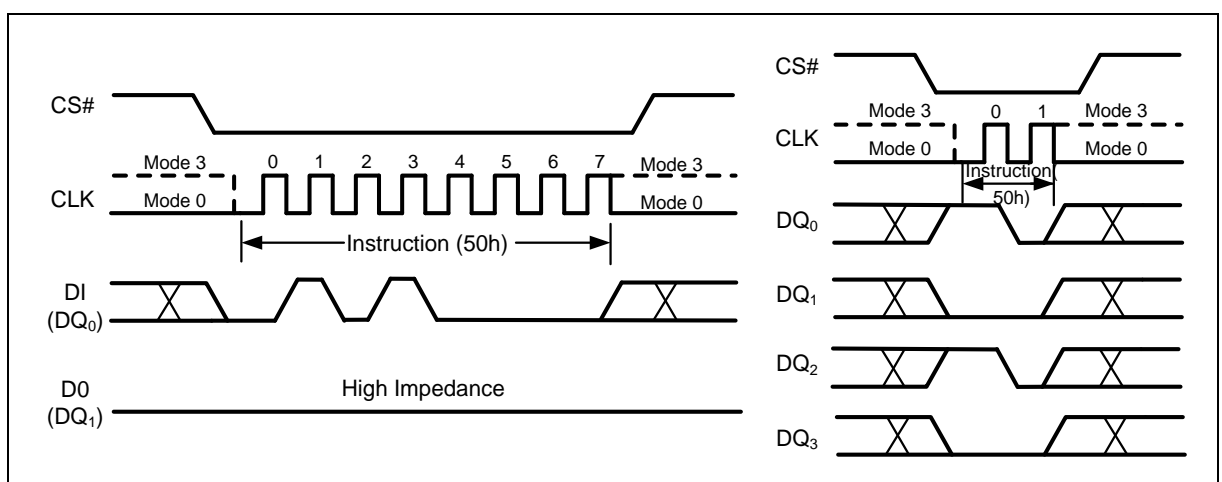 CS#
Mode 3 0 1 2 3 4 5 6 7 Mode 3
CLK
Mode 0 Mode 0
Instruction (50h)
DI
(DQ0)
D0
(DQ1)
High Impedance
CS#
Mode 3 0 1 Mode 3
CLK
Mode 0 Mode 0
Instruction(
50h)
DQ0
DQ1
DQ2
DQ3